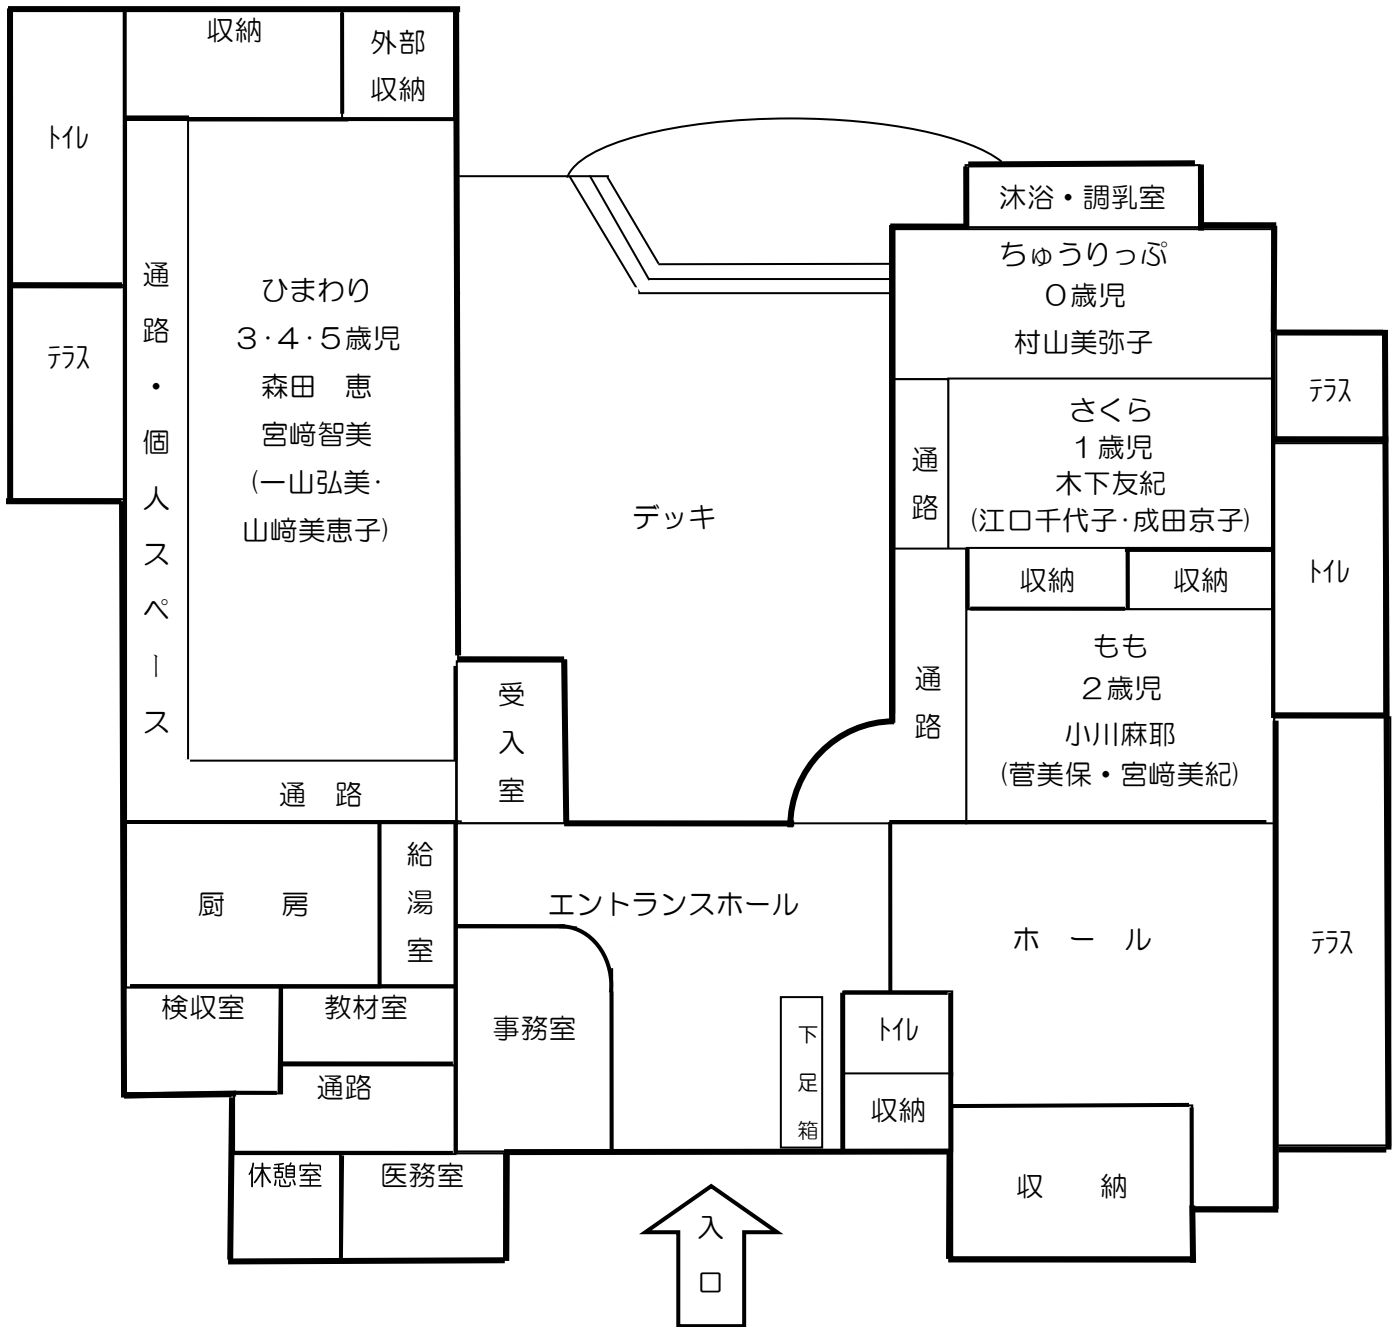 収納
外部
収納
トイレ
テラス
通路・個人スペース
ひまわり
3・4・5歳児
森田 恵
宮﨑智美
(一山弘美・
山﨑美恵子)
通 路
デッキ
受入室
沐浴・調乳室
ちゅうりっぷ
0歳児
村山美弥子
テラス
通路
さくら
1歳児
木下友紀
(江口千代子・成田京子)
収納
収納
トイレ
通路
もも
2歳児
小川麻耶
(菅美保・宮﨑美紀)
厨 房
給湯室
エントランスホール
ホ ー ル
テラス
検収室
教材室
通路
事務室
下足箱
トイレ
収納
休憩室
医務室
収 納
入口